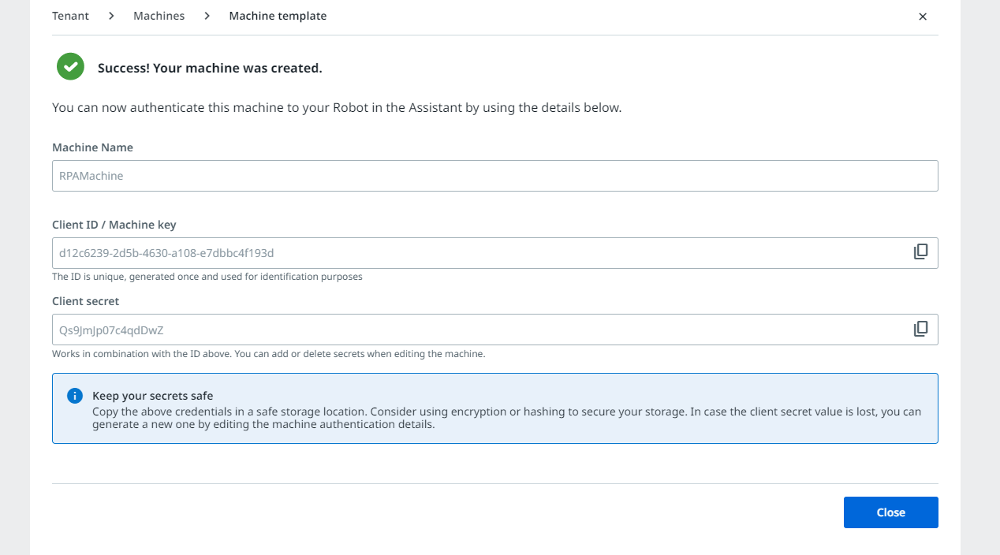 Tenant > Machines > Machine template
Success! Your machine was created.
You can now authenticate this machine to your Robot in the Assistant by using the details below.
Machine Name
RPAMachine
Client ID / Machine key
d12c6239-2d5b-4630-a108-e7dbbc4f193d
The ID is unique, generated once and used for identification purposes
Client secret
Qs9JmJp07c4qdDwZ
Works in combination with the ID above. You can add or delete secrets when editing the machine.
Keep your secrets safe
Copy the above credentials in a safe storage location. Consider using encryption or hashing to secure your storage. In case the client secret value is lost, you can
generate a new one by editing the machine authentication details.
Close